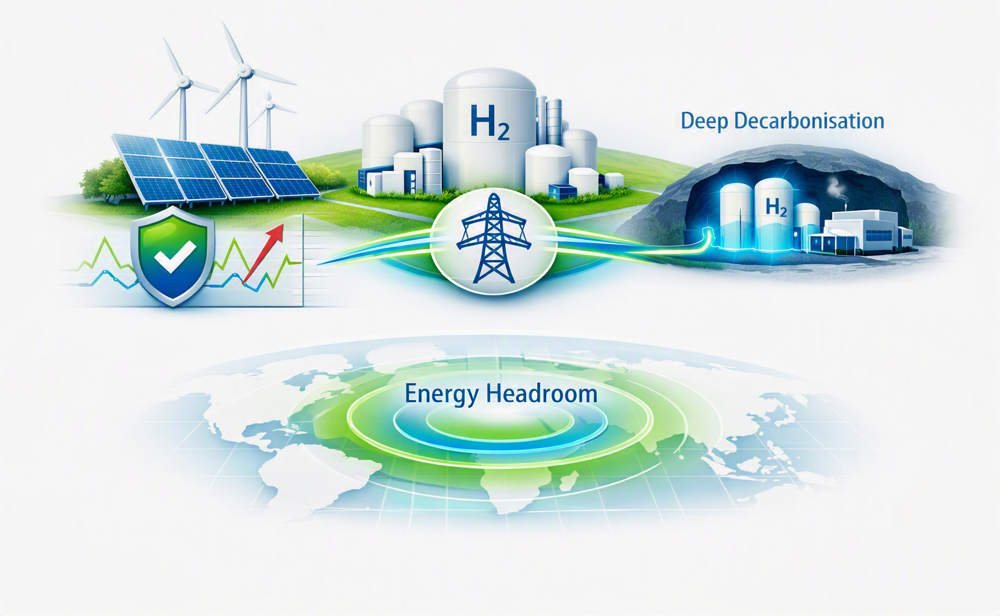 H2
Deep Decarbonisation
H2
Energy Headroom